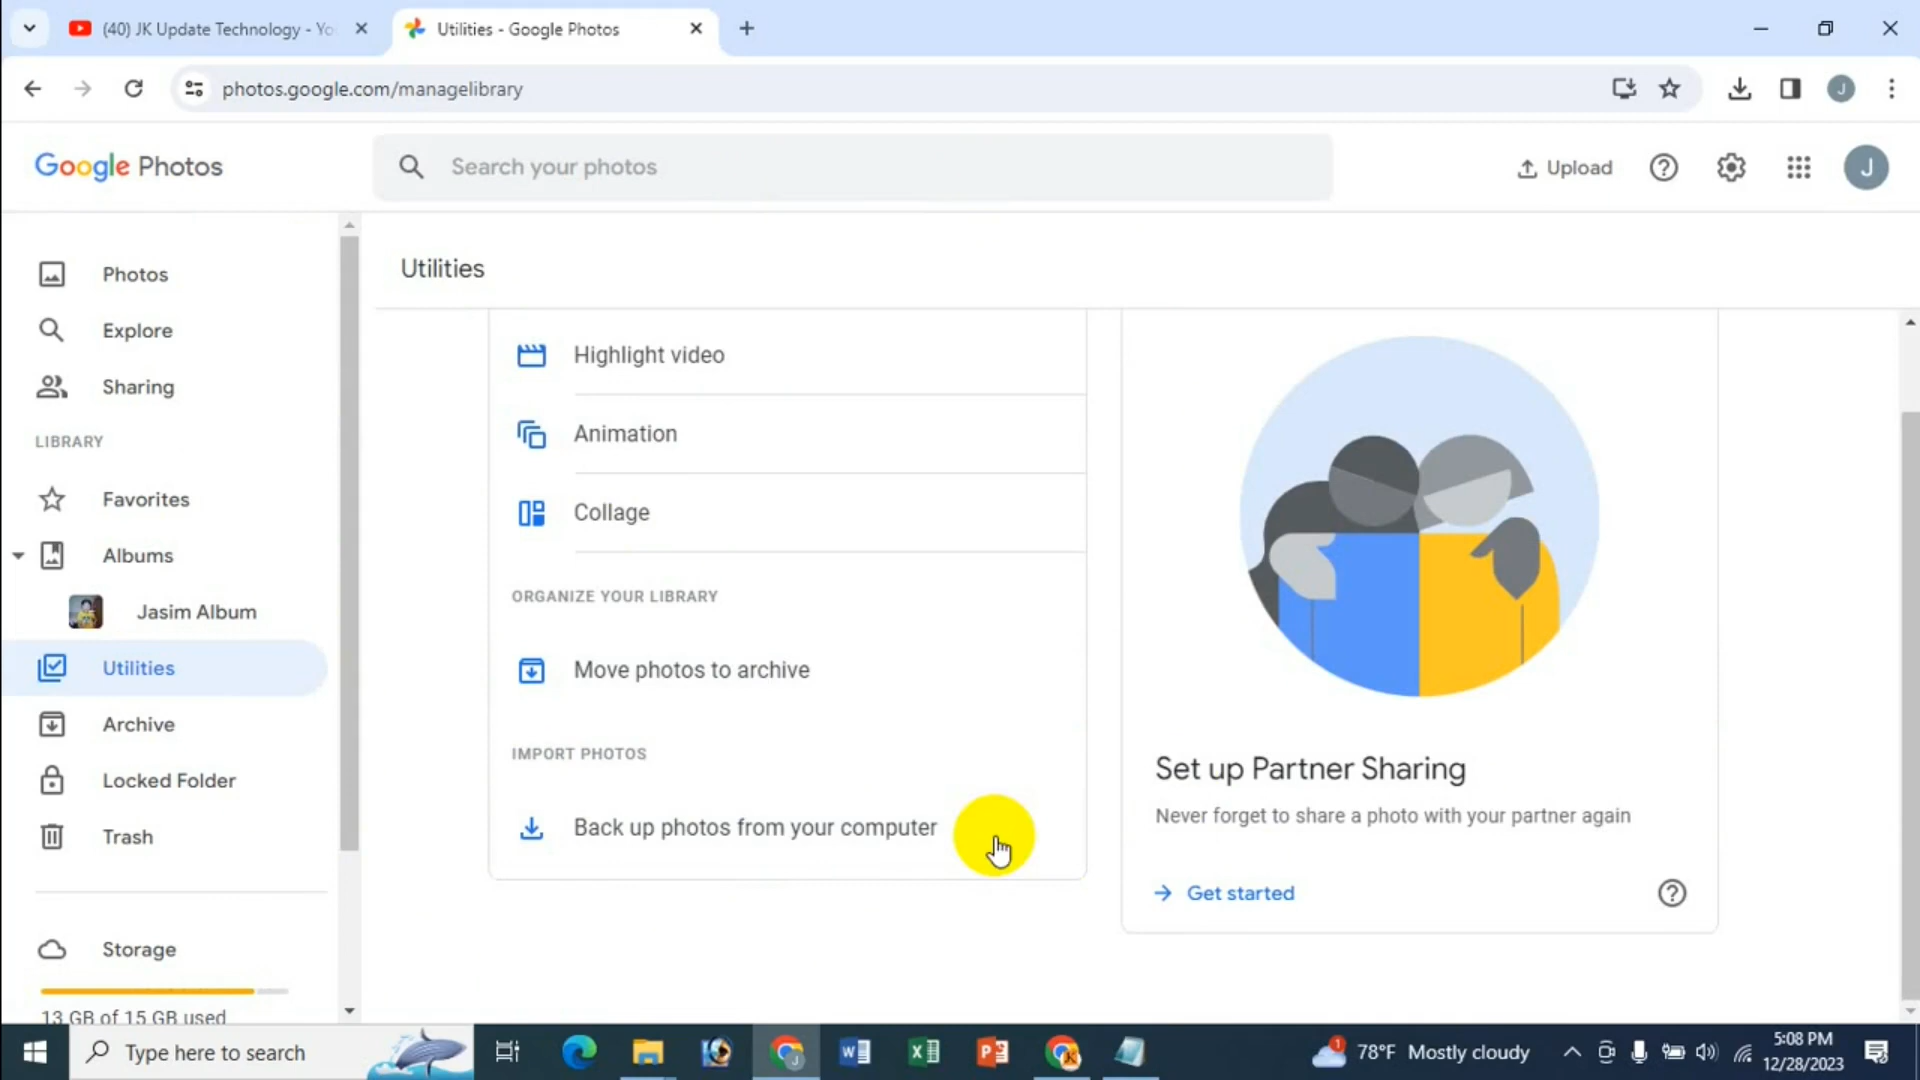 (40) JK Update Technology - Yo
Utilities - Google Photos
photos.google.com/managelibrary
J
Google Photos
Search your photos
Upload
J
Photos
Explore
Sharing
LIBRARY
Favorites
Albums
Jasim Album
Utilities
Archive
Locked Folder
Trash
Storage
13 GB of 15 GB used
Utilities
Highlight video
Animation
Collage
ORGANIZE YOUR LIBRARY
Move photos to archive
IMPORT PHOTOS
Back up photos from your computer
Set up Partner Sharing
Never forget to share a photo with your partner again
Get started
Type here to search
78°F Mostly cloudy
5:08 PM
12/28/2023